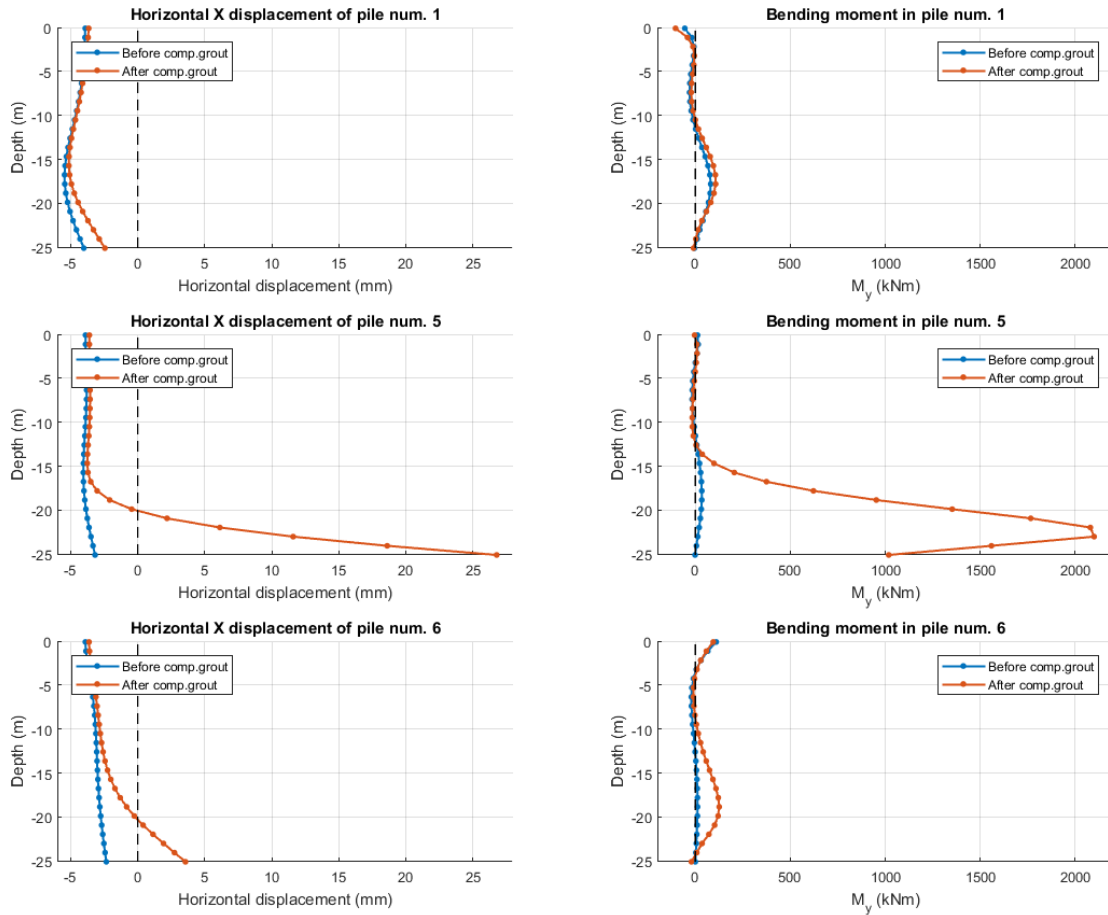 Horizontal X displacement of pile num. 1
0
-5
-10
-15
-20
-25
Depth (m)
Before comp.grout
After comp.grout
-5 0 5 10 15 20 25
Horizontal displacement (mm)
Bending moment in pile num. 1
0
-5
-10
-15
-20
-25
Depth (m)
Before comp.grout
After comp.grout
0 500 1000 1500 2000
M_y (kNm)
Horizontal X displacement of pile num. 5
0
-5
-10
-15
-20
-25
Depth (m)
Before comp.grout
After comp.grout
-5 0 5 10 15 20 25
Horizontal displacement (mm)
Bending moment in pile num. 5
0
-5
-10
-15
-20
-25
Depth (m)
Before comp.grout
After comp.grout
0 500 1000 1500 2000
M_y (kNm)
Horizontal X displacement of pile num. 6
0
-5
-10
-15
-20
-25
Depth (m)
Before comp.grout
After comp.grout
-5 0 5 10 15 20 25
Horizontal displacement (mm)
Bending moment in pile num. 6
0
-5
-10
-15
-20
-25
Depth (m)
Before comp.grout
After comp.grout
0 500 1000 1500 2000
M_y (kNm)